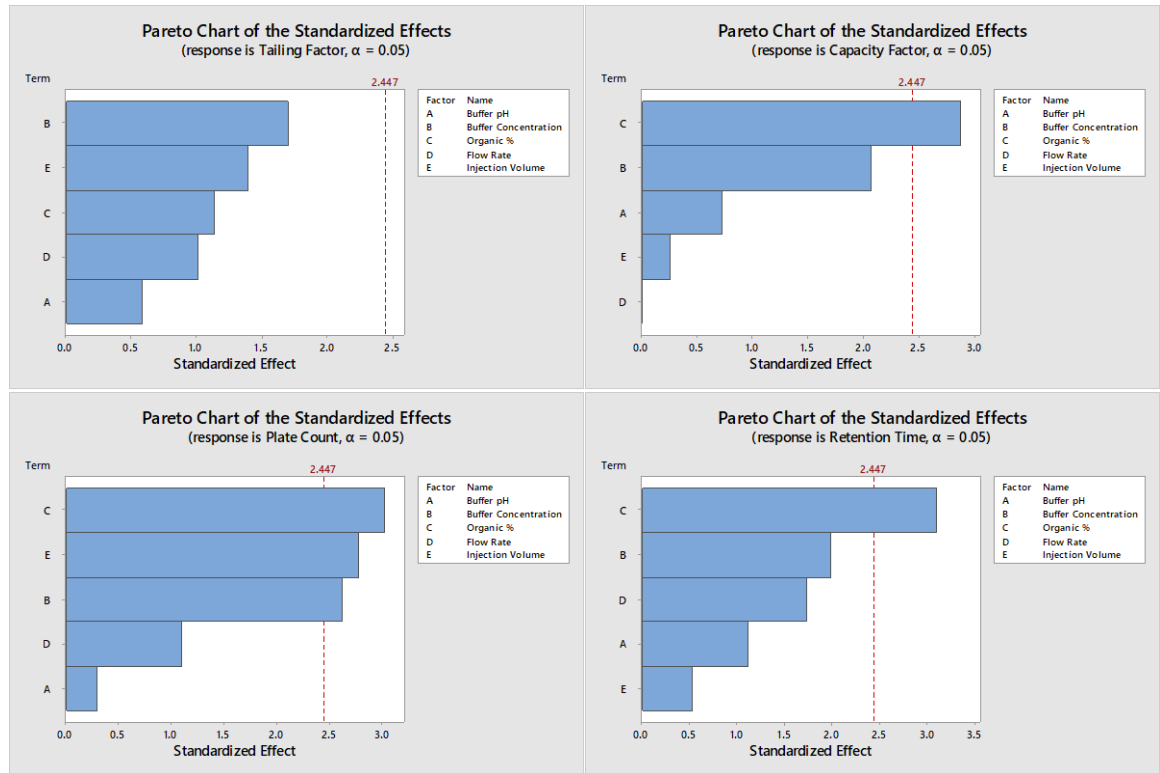 Pareto Chart of the Standardized Effects
(response is Tailing Factor, α = 0.05)
Term
2.447
B
E
C
D
A
0.0 0.5 1.0 1.5 2.0 2.5
Standardized Effect
Factor Name
A Buffer pH
B Buffer Concentration
C Organic %
D Flow Rate
E Injection Volume
Pareto Chart of the Standardized Effects
(response is Capacity Factor, α = 0.05)
Term
2.447
C
B
A
E
D
0.0 0.5 1.0 1.5 2.0 2.5 3.0
Standardized Effect
Factor Name
A Buffer pH
B Buffer Concentration
C Organic %
D Flow Rate
E Injection Volume
Pareto Chart of the Standardized Effects
(response is Plate Count, α = 0.05)
Term
2.447
C
E
B
D
A
0.0 0.5 1.0 1.5 2.0 2.5 3.0
Standardized Effect
Factor Name
A Buffer pH
B Buffer Concentration
C Organic %
D Flow Rate
E Injection Volume
Pareto Chart of the Standardized Effects
(response is Retention Time, α = 0.05)
Term
2.447
C
B
D
A
E
0.0 0.5 1.0 1.5 2.0 2.5 3.0 3.5
Standardized Effect
Factor Name
A Buffer pH
B Buffer Concentration
C Organic %
D Flow Rate
E Injection Volume